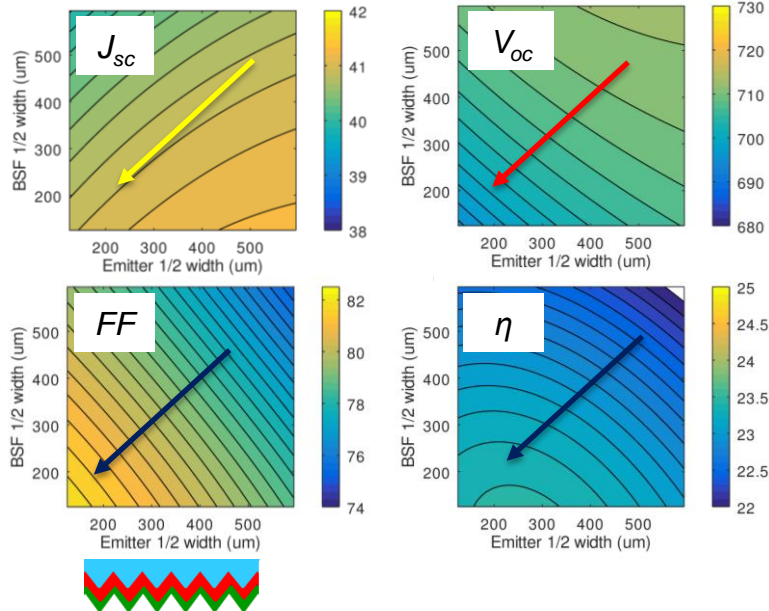 J_sc
V_oc
500
400
300
200
BSF 1/2 width (um)
200 300 400 500
Emitter 1/2 width (um)
42
41
40
39
38
500
400
300
200
BSF 1/2 width (um)
200 300 400 500
Emitter 1/2 width (um)
730
720
710
700
690
680
FF
η
500
400
300
200
BSF 1/2 width (um)
200 300 400 500
Emitter 1/2 width (um)
82
80
78
76
74
500
400
300
200
BSF 1/2 width (um)
200 300 400 500
Emitter 1/2 width (um)
25
24.5
24
23.5
23
22.5
22